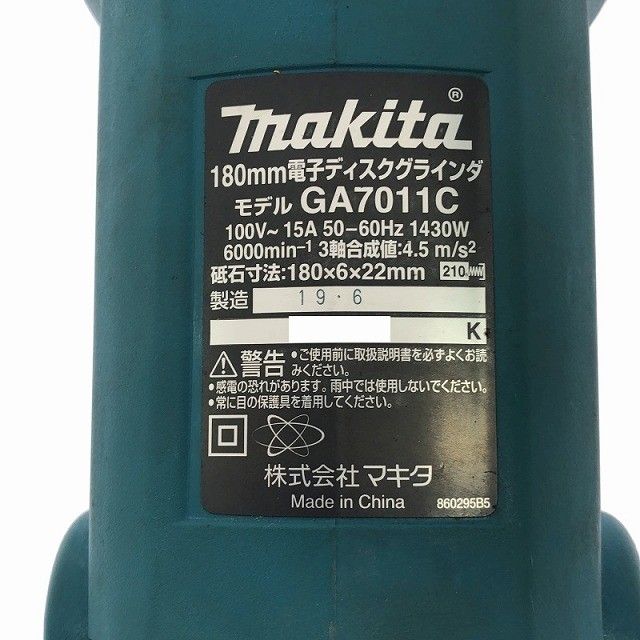 makita ®
180mm電子ディスクグラインダ
モデル GA7011C
100V~ 15A 50-60Hz 1430W
6000min-1 3軸合成値:4.5 m/s2
砥石寸法:180×6×22mm 210
製造 19・6
K
⚠警告 ●ご使用前に取扱説明書を必ずよくお読
みください。
●感電の恐れがあります。雨中では使用しないでください。
●常に目の保護具を着用してください。
株式会社 マキタ
Made in China 860295B5